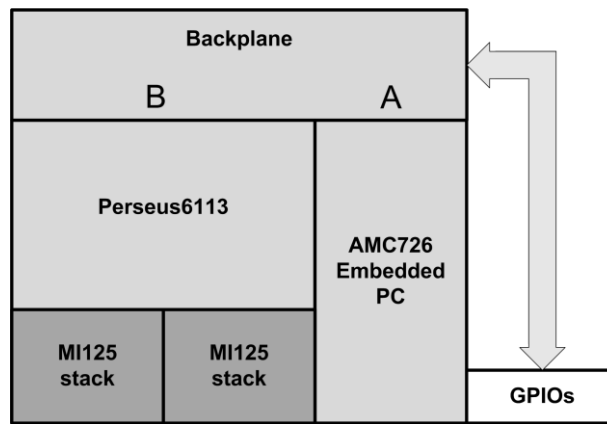 Backplane
B
A
Perseus6113
AMC726
Embedded
PC
MI125
stack
MI125
stack
GPIOs